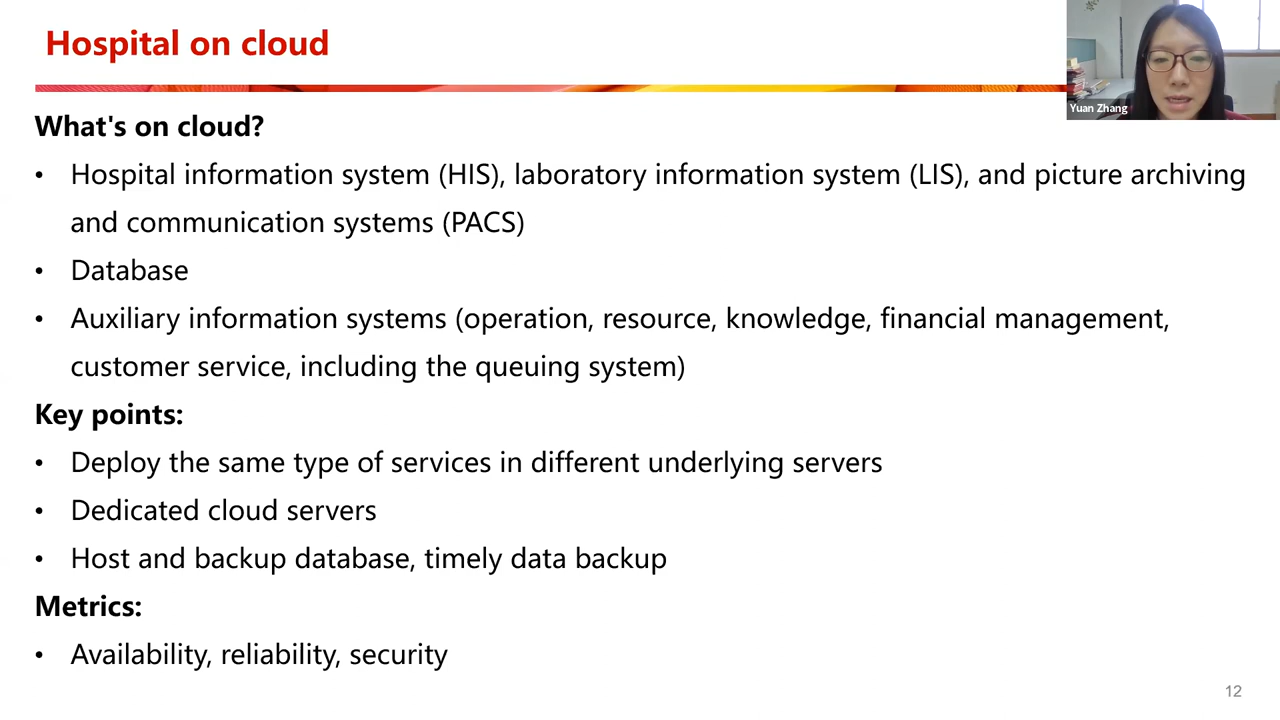 Hospital on cloud
Yuan Zhang
What's on cloud?
• Hospital information system (HIS), laboratory information system (LIS), and picture archiving
and communication systems (PACS)
• Database
• Auxiliary information systems (operation, resource, knowledge, financial management,
customer service, including the queuing system)
Key points:
• Deploy the same type of services in different underlying servers
• Dedicated cloud servers
• Host and backup database, timely data backup
Metrics:
• Availability, reliability, security
12